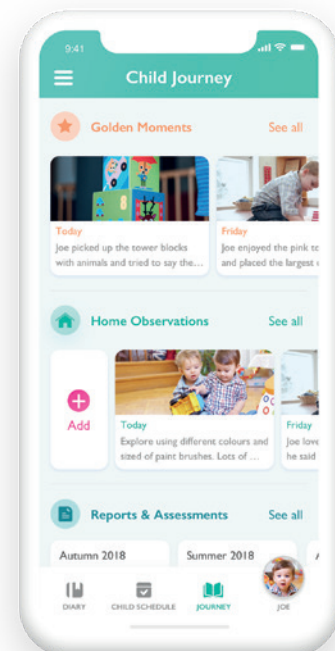 9:41
Child Journey
Golden Moments See all
Today
Joe picked up the tower blocks
with animals and tried to say the...
Friday
Joe enjoyed the pink to
and placed the largest
Home Observations See all
Add
Today
Explore using different colours and
sized of paint brushes. Lots of ...
Friday
Joe love
he said
Reports & Assessments See all
Autumn 2018
Summer 2018
A
DIARY
CHILD SCHEDULE
JOURNEY
JOE